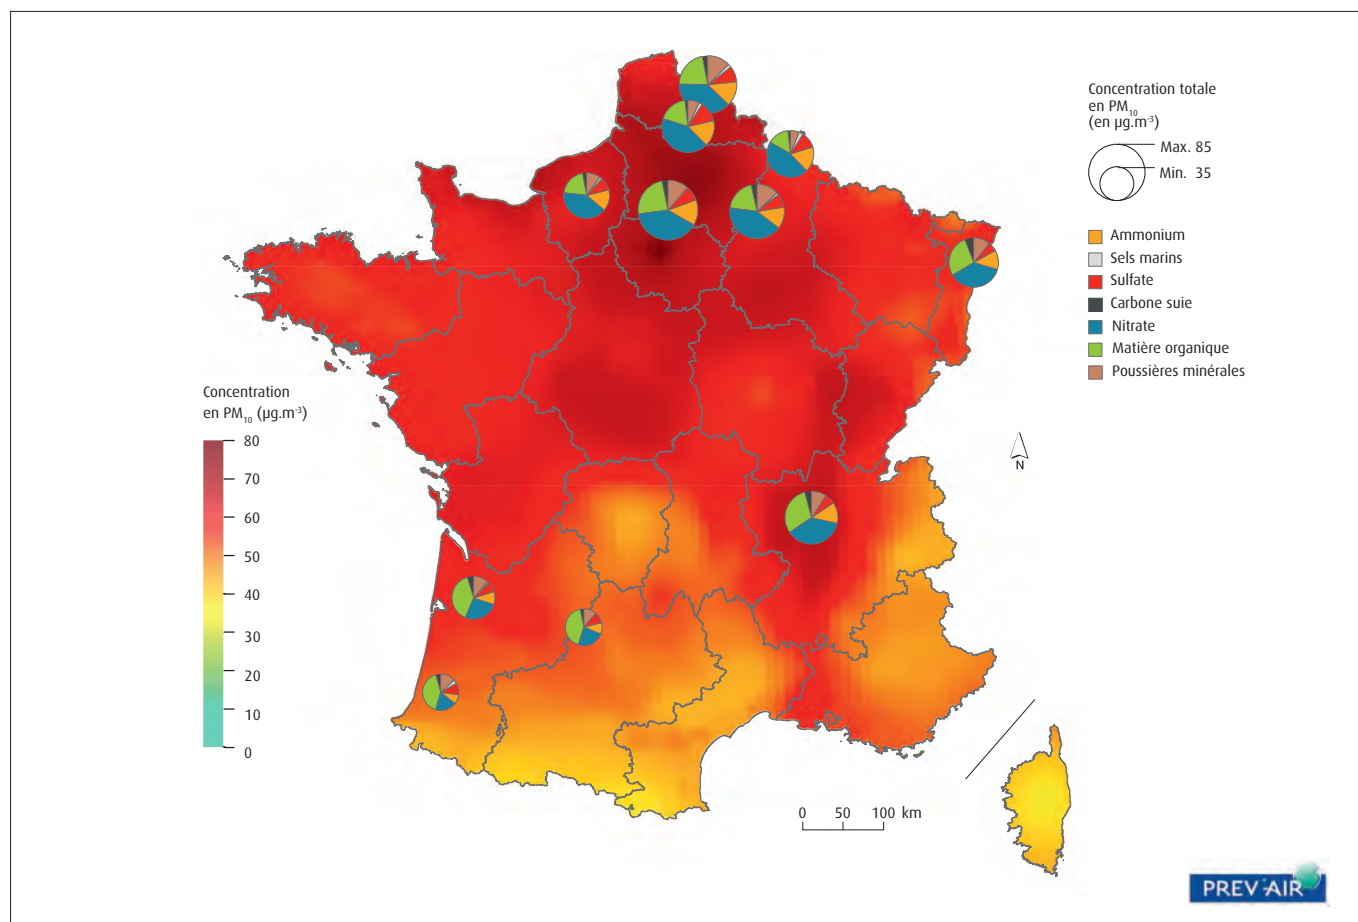 Concentration totale
en PM₁₀
(en µg.m⁻³)
Max. 85
Min. 35
Ammonium
Sels marins
Sulfate
Carbone suie
Nitrate
Matière organique
Poussières minérales
Concentration
en PM₁₀ (µg.m⁻³)
80
70
60
50
40
30
20
10
0
N
0 50 100 km
PREV'AIR